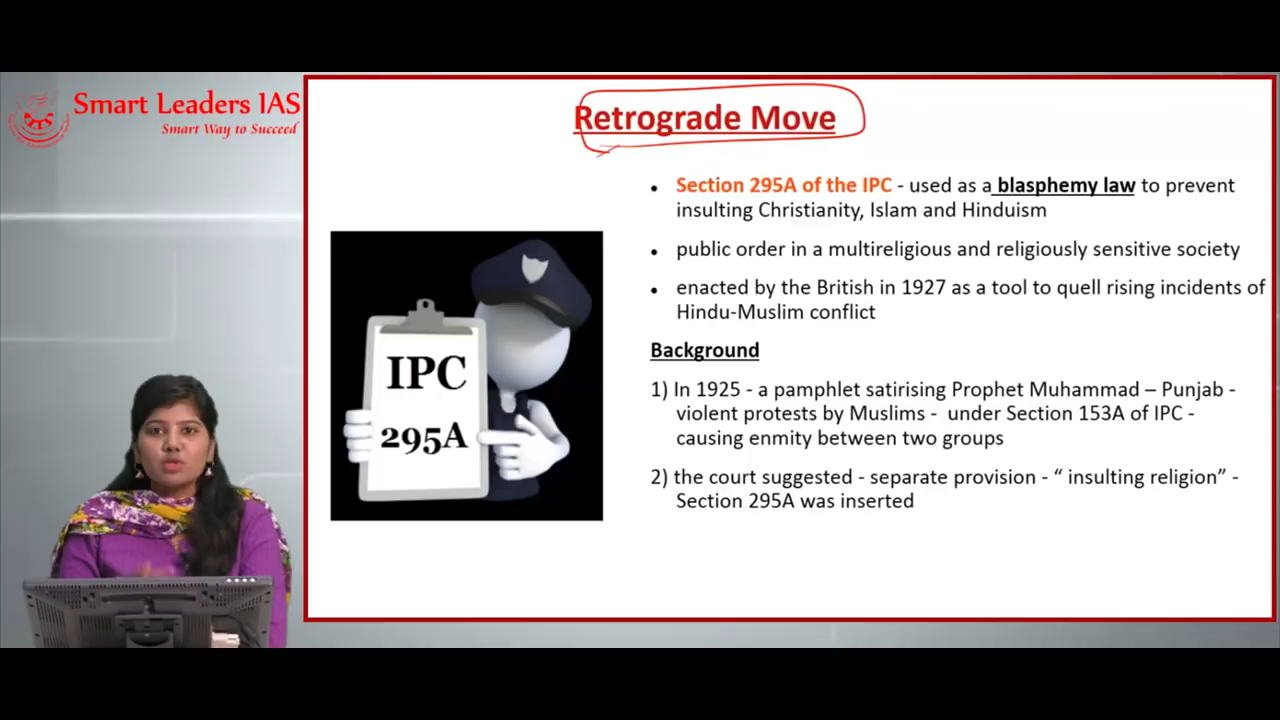 Smart Leaders IAS
Smart Way to Succeed
Retrograde Move
• Section 295A of the IPC - used as a blasphemy law to prevent
insulting Christianity, Islam and Hinduism
• public order in a multireligious and religiously sensitive society
• enacted by the British in 1927 as a tool to quell rising incidents of
Hindu-Muslim conflict
Background
1) In 1925 - a pamphlet satirising Prophet Muhammad – Punjab -
violent protests by Muslims - under Section 153A of IPC -
causing enmity between two groups
2) the court suggested - separate provision - “ insulting religion” -
Section 295A was inserted
IPC
295A